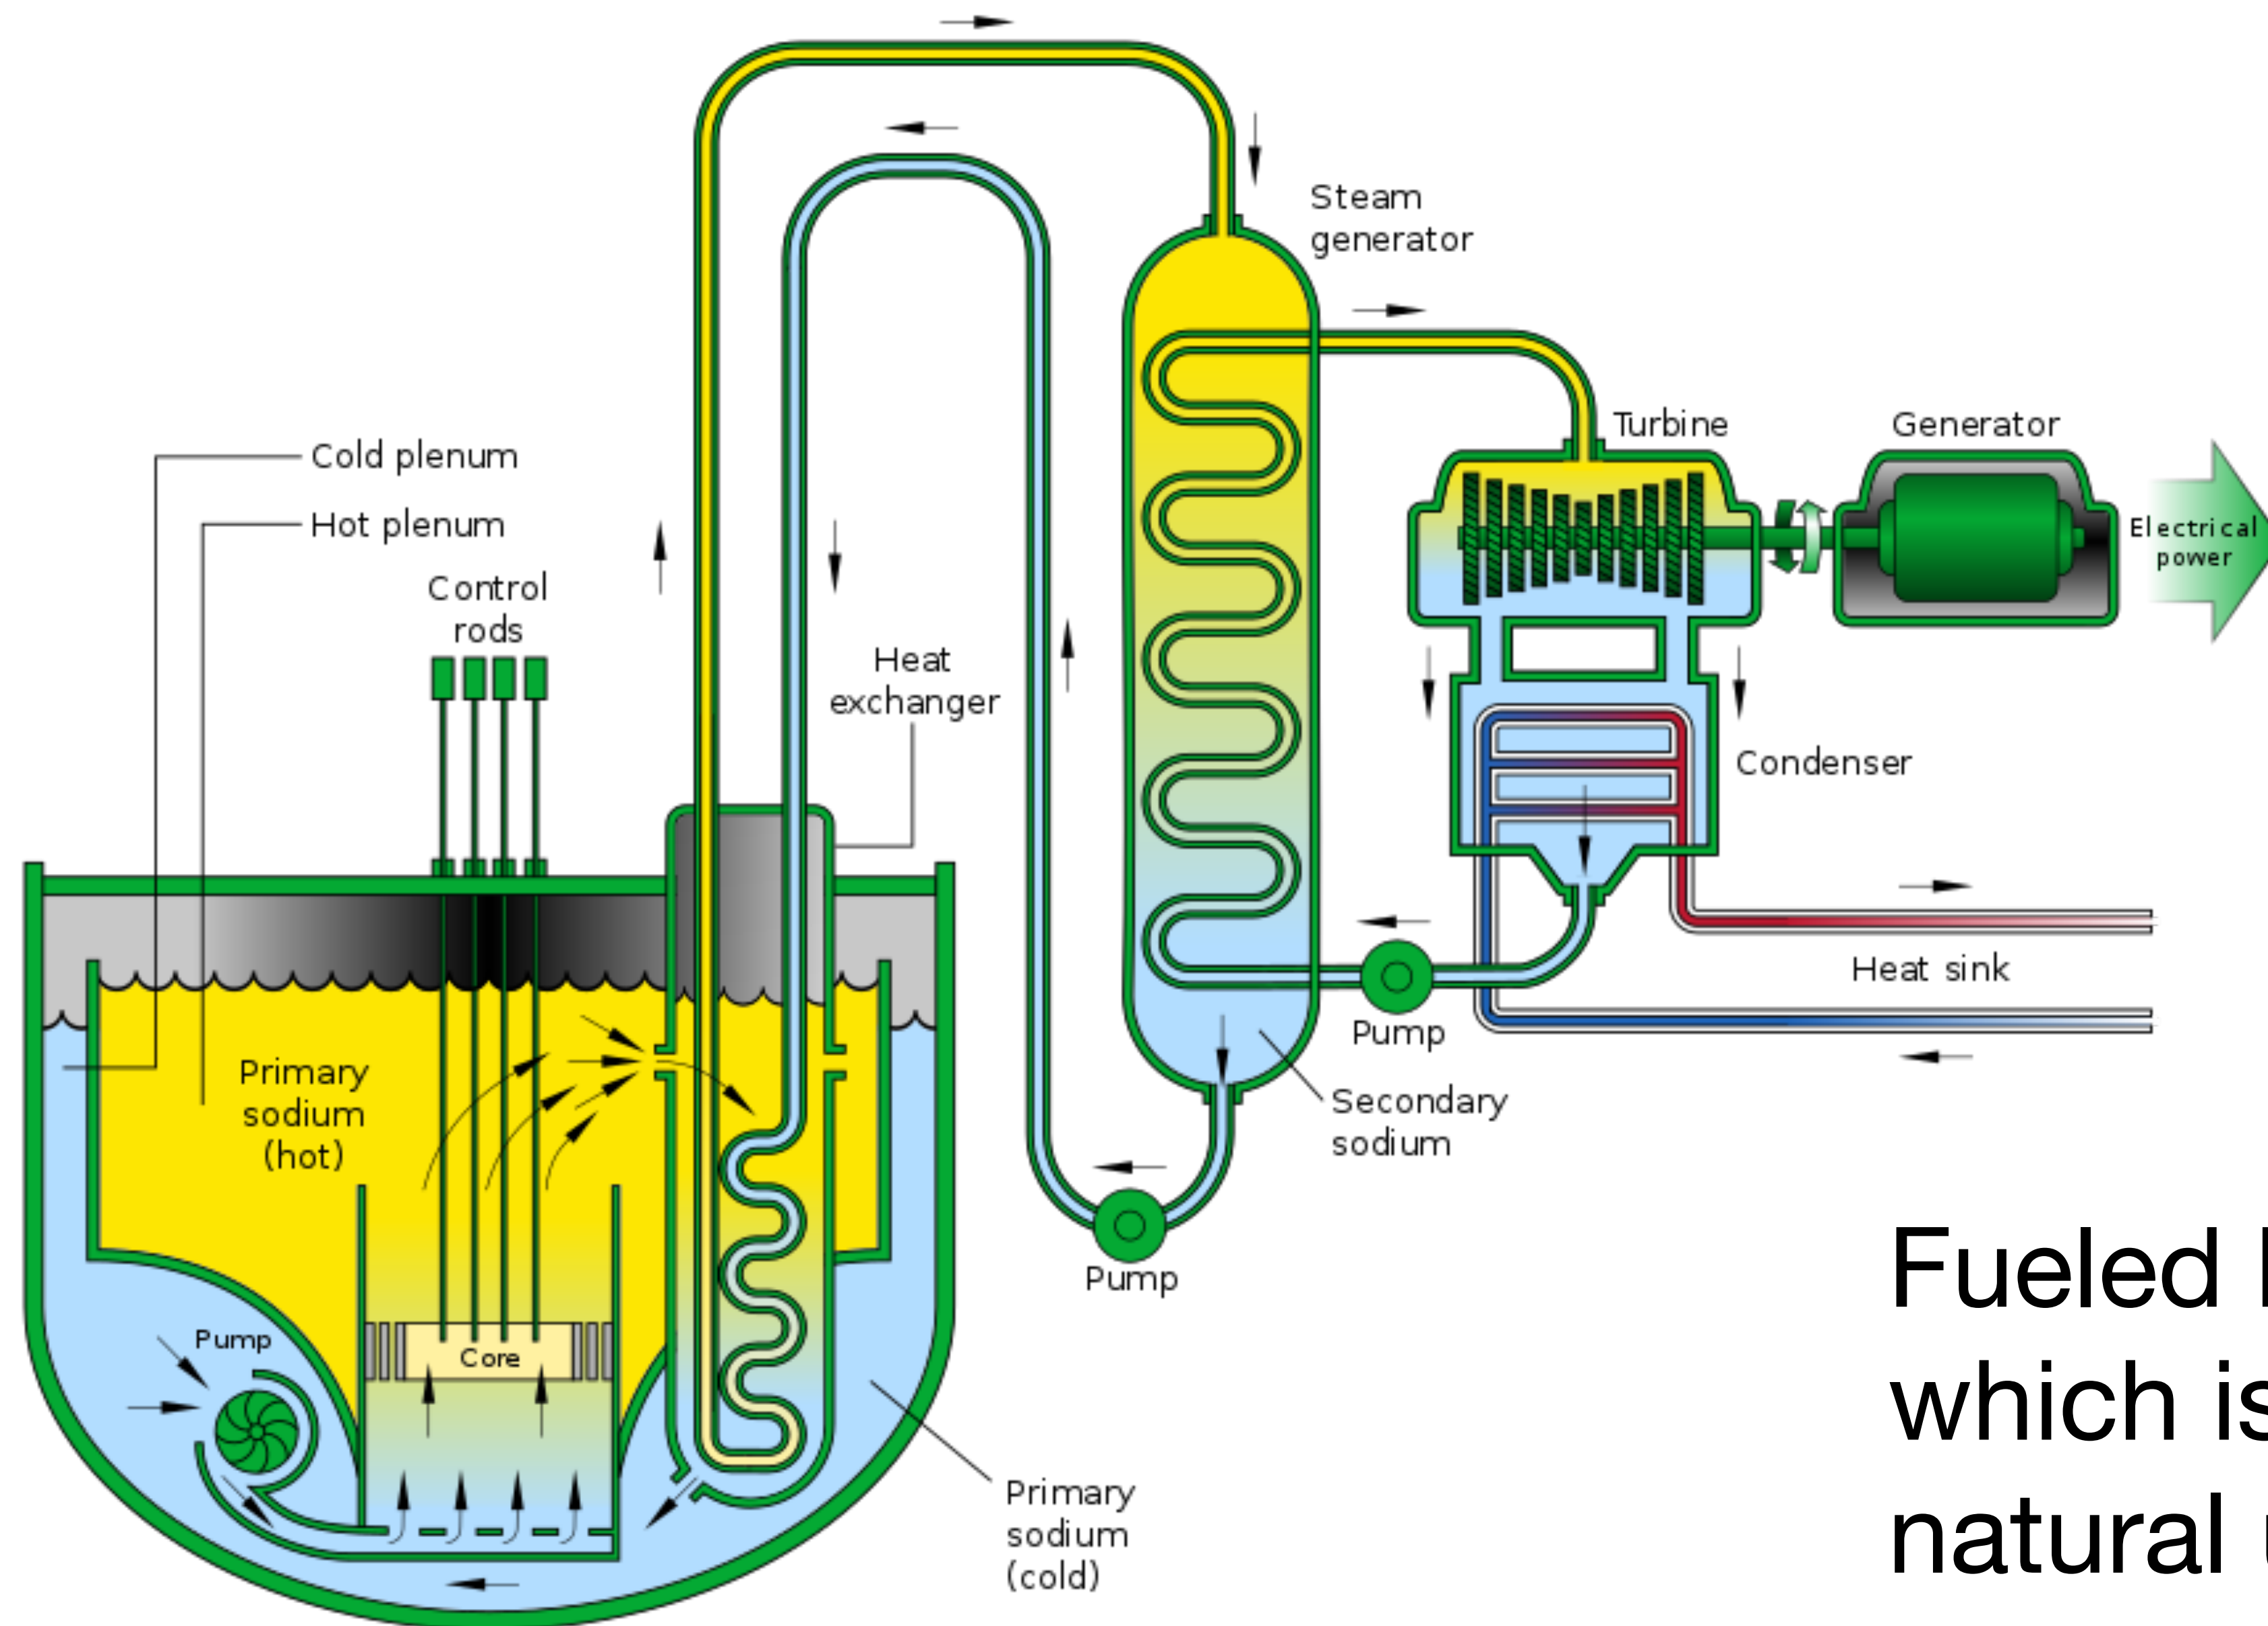 Steam
generator
Cold plenum
Hot plenum
Control
rods
Heat
exchanger
Turbine
Generator
Electrical
power
Condenser
Heat sink
Pump
Secondary
sodium
Primary
sodium
(hot)
Pump
Pump
Core
Primary
sodium
(cold)
Fueled
which is
natural